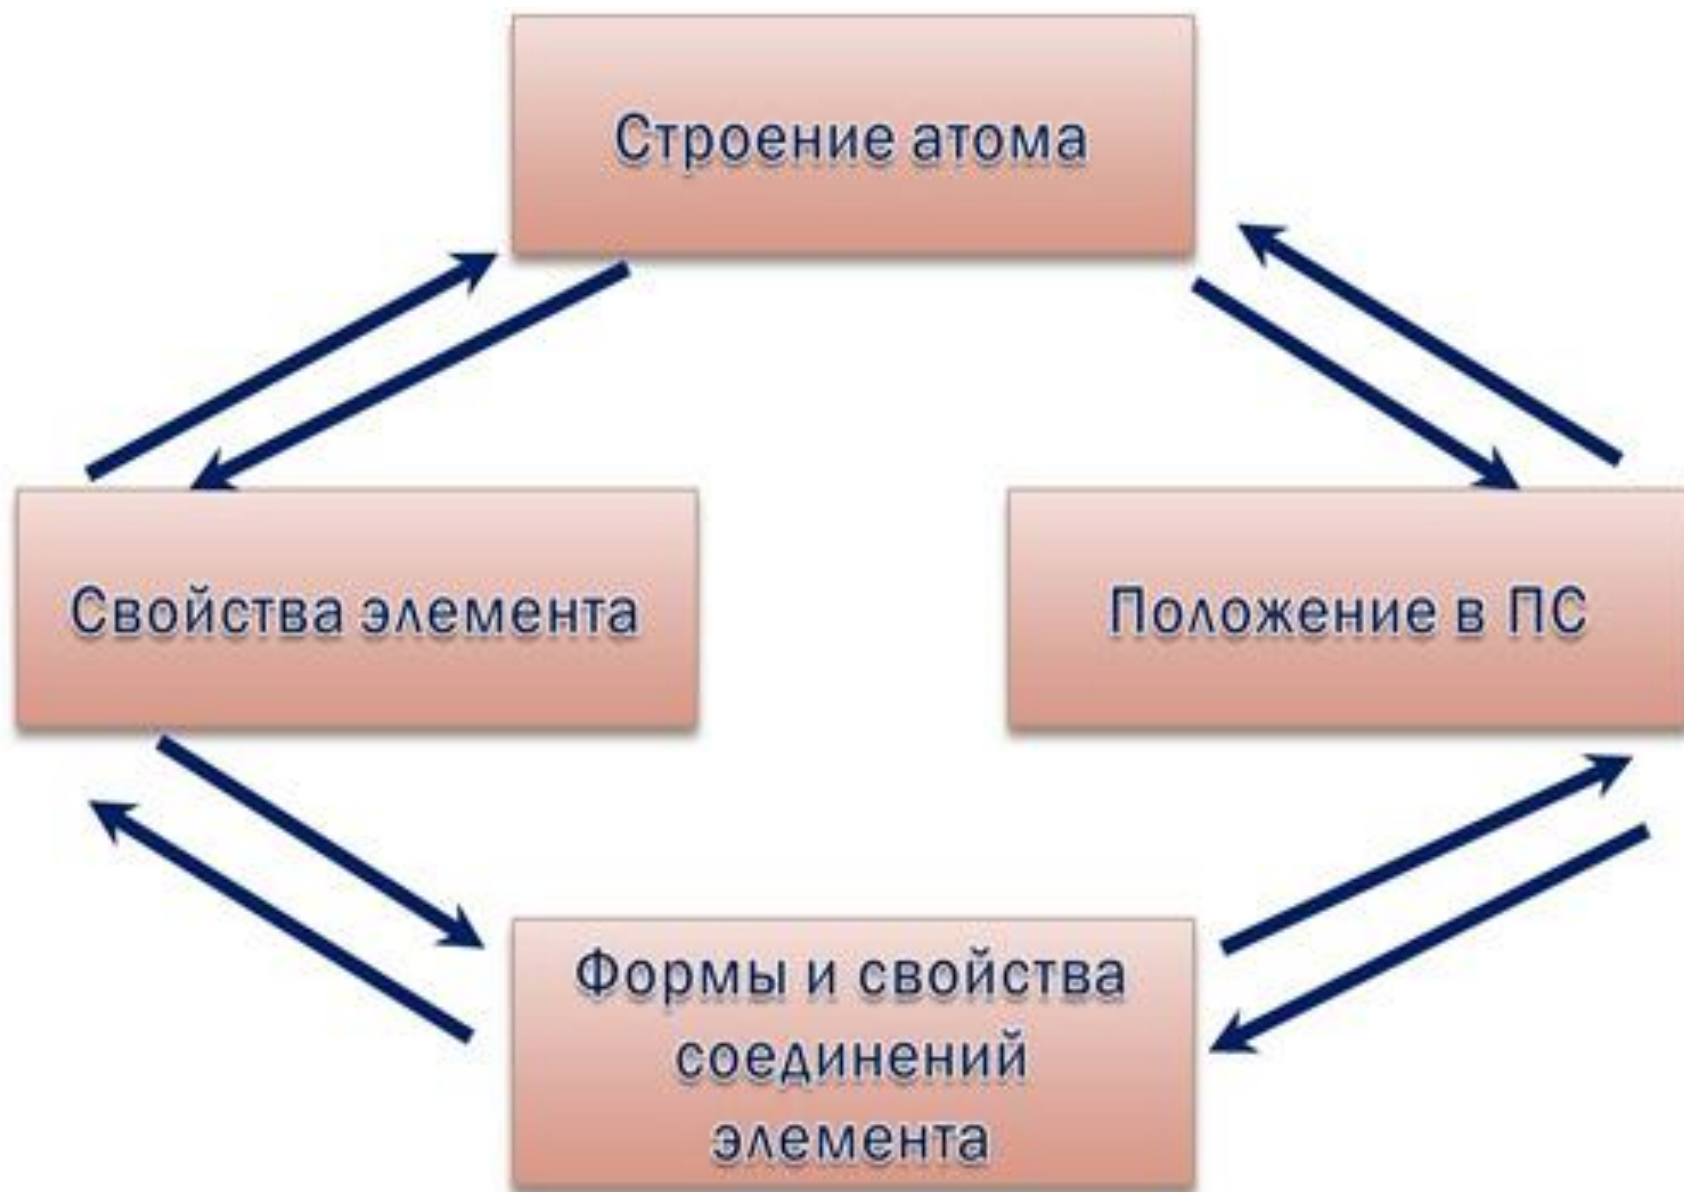 Строение атома
Свойства элемента
Положение в ПС
Формы и свойства
соединений
элемента